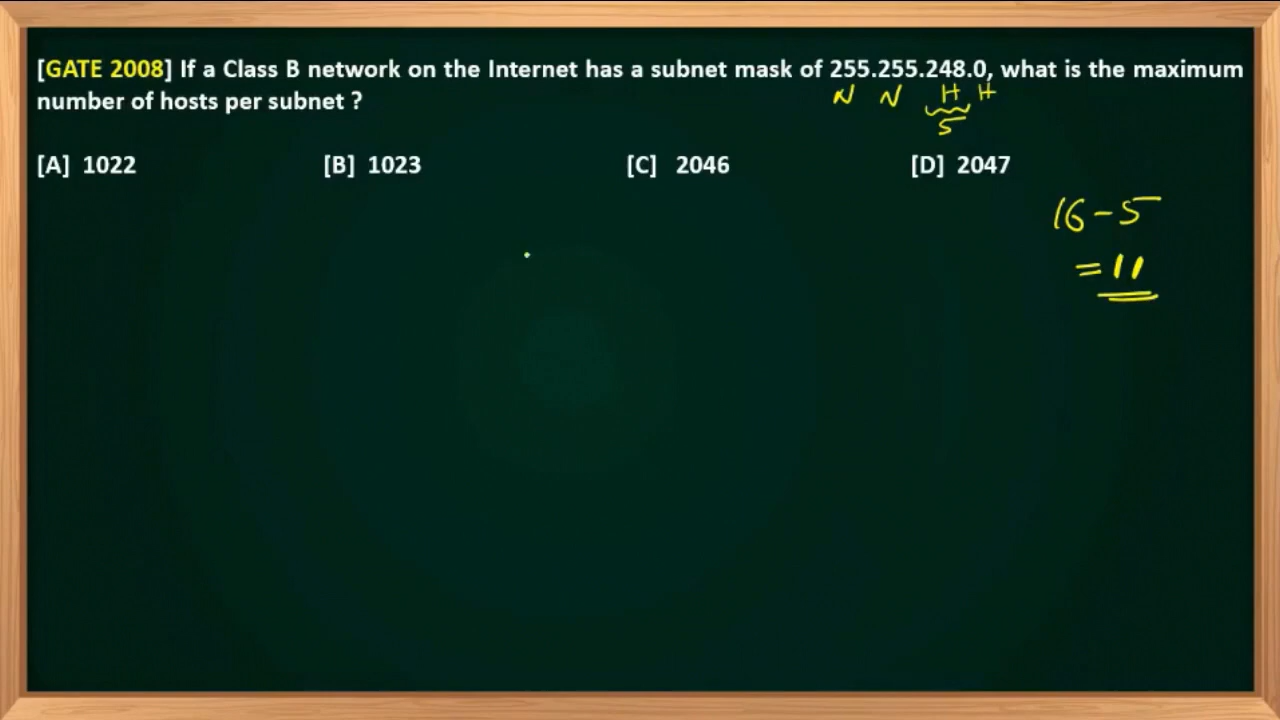 [GATE 2008] If a Class B network on the Internet has a subnet mask of 255.255.248.0, what is the maximum
number of hosts per subnet ?
N N H H
5
[A] 1022 [B] 1023 [C] 2046 [D] 2047
16-5
=11